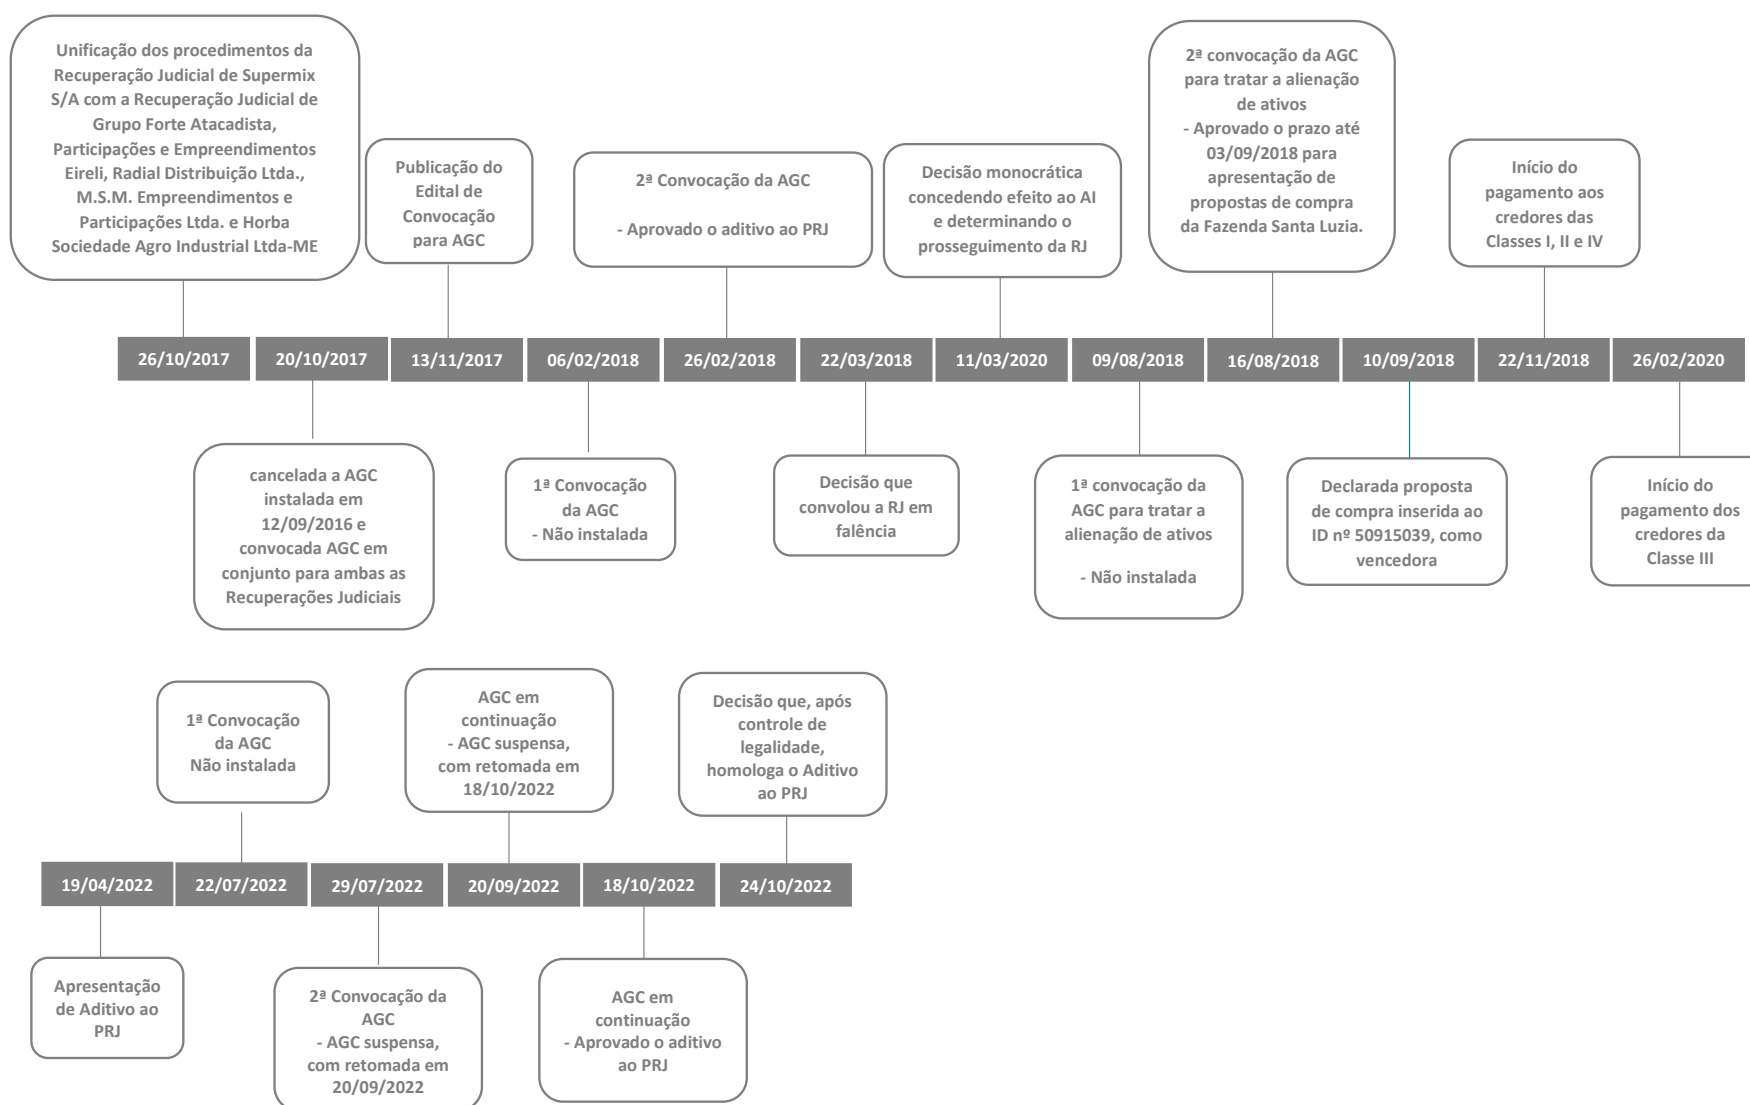 Unificação dos procedimentos da
Recuperação Judicial de Supermix
S/A com a Recuperação Judicial de
Grupo Forte Atacadista,
Participações e Empreendimentos
Eireli, Radial Distribuição Ltda.,
M.S.M. Empreendimentos e
Participações Ltda. e Horba
Sociedade Agro Industrial Ltda-ME
Publicação do
Edital de
Convocação
para AGC
2ª Convocação da AGC
- Aprovado o aditivo ao PRJ
Decisão monocrática
concedendo efeito ao AI
e determinando o
prosseguimento da RJ
2ª convocação da AGC
para tratar a alienação
de ativos
- Aprovado o prazo até
03/09/2018 para
apresentação de
propostas de compra
da Fazenda Santa Luzia.
Início do
pagamento aos
credores das
Classes I, II e IV
26/10/2017
20/10/2017
13/11/2017
06/02/2018
26/02/2018
22/03/2018
11/03/2020
09/08/2018
16/08/2018
10/09/2018
22/11/2018
26/02/2020
cancelada a AGC
instalada em
12/09/2016 e
convocada AGC em
conjunto para ambas as
Recuperações Judiciais
1ª Convocação
da AGC
- Não instalada
Decisão que
convolou a RJ em
falência
1ª convocação da
AGC para tratar a
alienação de ativos
- Não instalada
Declarada proposta
de compra inserida ao
ID nº 50915039, como
vencedora
Início do
pagamento dos
credores da
Classe III
1ª Convocação
da AGC
Não instalada
AGC em
continuação
- AGC suspensa,
com retomada em
18/10/2022
Decisão que, após
controle de
legalidade,
homologa o Aditivo
ao PRJ
19/04/2022
22/07/2022
29/07/2022
20/09/2022
18/10/2022
24/10/2022
Apresentação
de Aditivo ao
PRJ
2ª Convocação da
AGC
- AGC suspensa,
com retomada em
20/09/2022
AGC em
continuação
- Aprovado o aditivo
ao PRJ